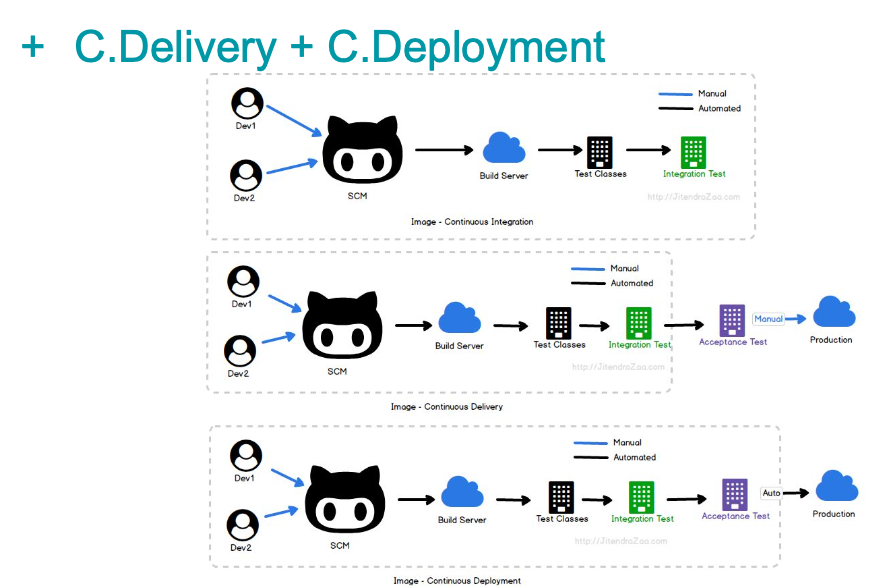 + C.Delivery + C.Deployment
Manual
Automated
Dev1
Dev2
SCM
Build Server
Test Classes
Integration Test
http://JitendraZaa.com
Image - Continuous Integration
Manual
Automated
Dev1
Dev2
SCM
Build Server
Test Classes
Integration Test
Acceptance Test
Manual
Production
http://JitendraZaa.com
Image - Continuous Delivery
Manual
Automated
Dev1
Dev2
SCM
Build Server
Test Classes
Integration Test
Acceptance Test
Auto
Production
http://JitendraZaa.com
Image - Continuous Deployment